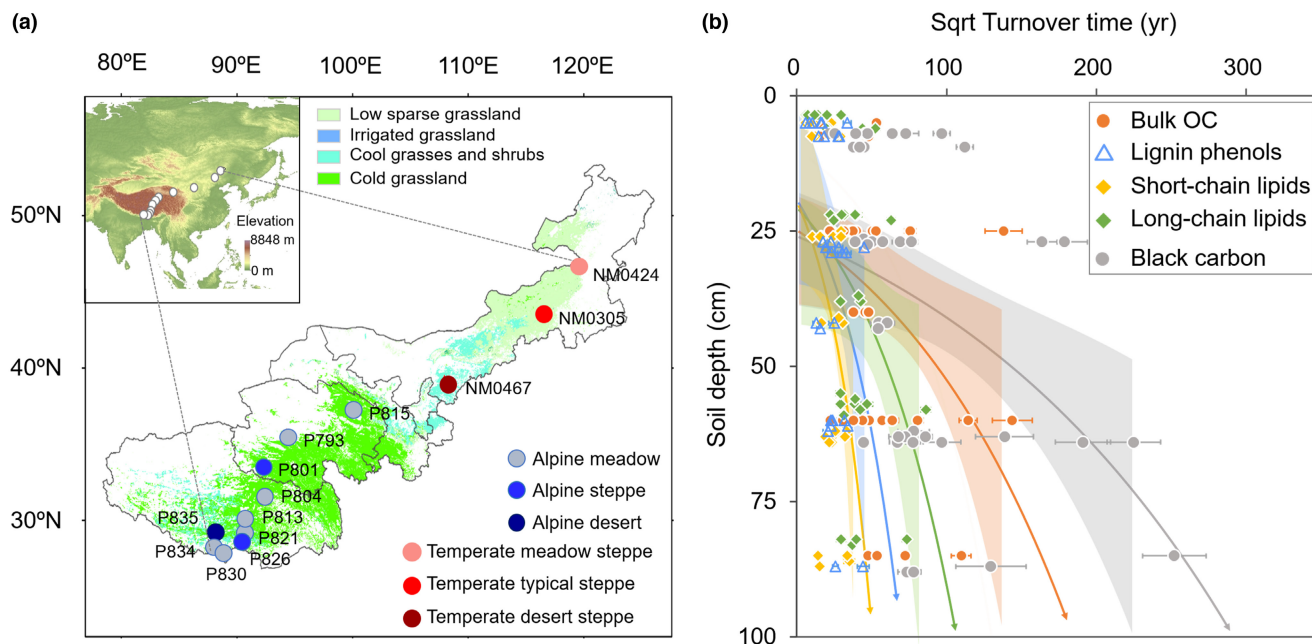 (a)
80ºE 90ºE 100ºE 110ºE 120ºE
50ºN
40ºN
30ºN
Elevation
8848 m
0 m
Low sparse grassland
Irrigated grassland
Cool grasses and shrubs
Cold grassland
NM0424
NM0305
NM0467
P815
P793
P801
P804
P835
P813
P821
P834
P826
P830
Alpine meadow
Alpine steppe
Alpine desert
Temperate meadow steppe
Temperate typical steppe
Temperate desert steppe
(b)
Sqrt Turnover time (yr)
0 100 200 300
0
25
50
75
100
Soil depth (cm)
Bulk OC
Lignin phenols
Short-chain lipids
Long-chain lipids
Black carbon